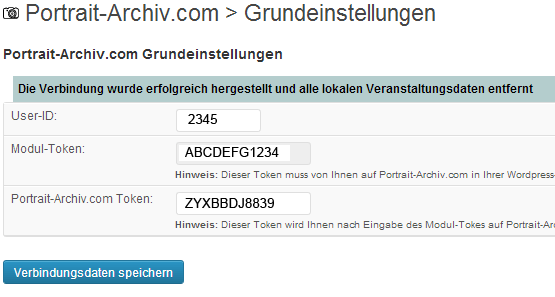 Portrait-Archiv.com > Grundeinstellungen
Portrait-Archiv.com Grundeinstellungen
Die Verbindung wurde erfolgreich hergestellt und alle lokalen Veranstaltungsdaten entfernt
User-ID: 2345
Modul-Token: ABCDEFG1234
Hinweis: Dieser Token muss von Ihnen auf Portrait-Archiv.com in Ihrer Wordpress
Portrait-Archiv.com Token: ZYXBBDJ8839
Hinweis: Dieser Token wird Ihnen nach Eingabe des Modul-Tokes auf Portrait-Ar
Verbindungsdaten speichern